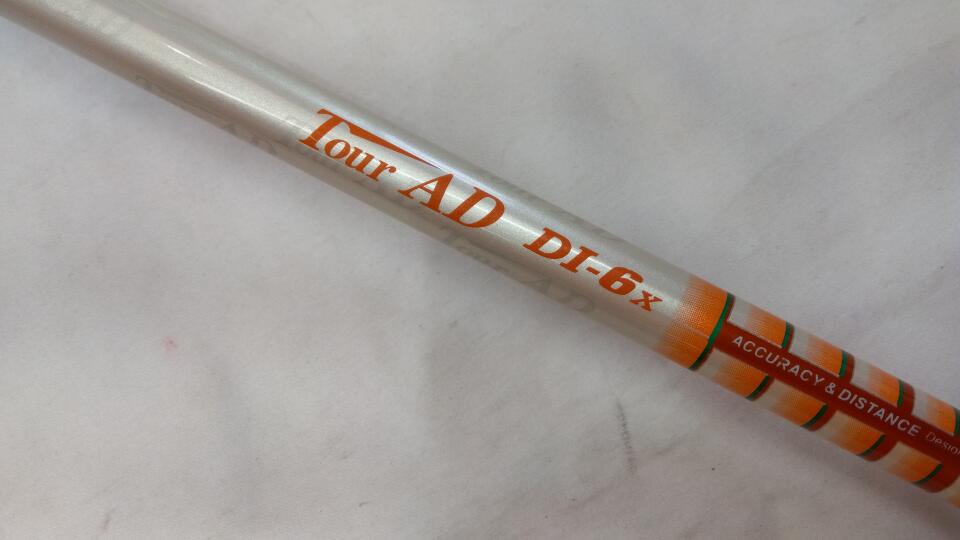 Tour AD DI-6x
ACCURACY & DISTANCE